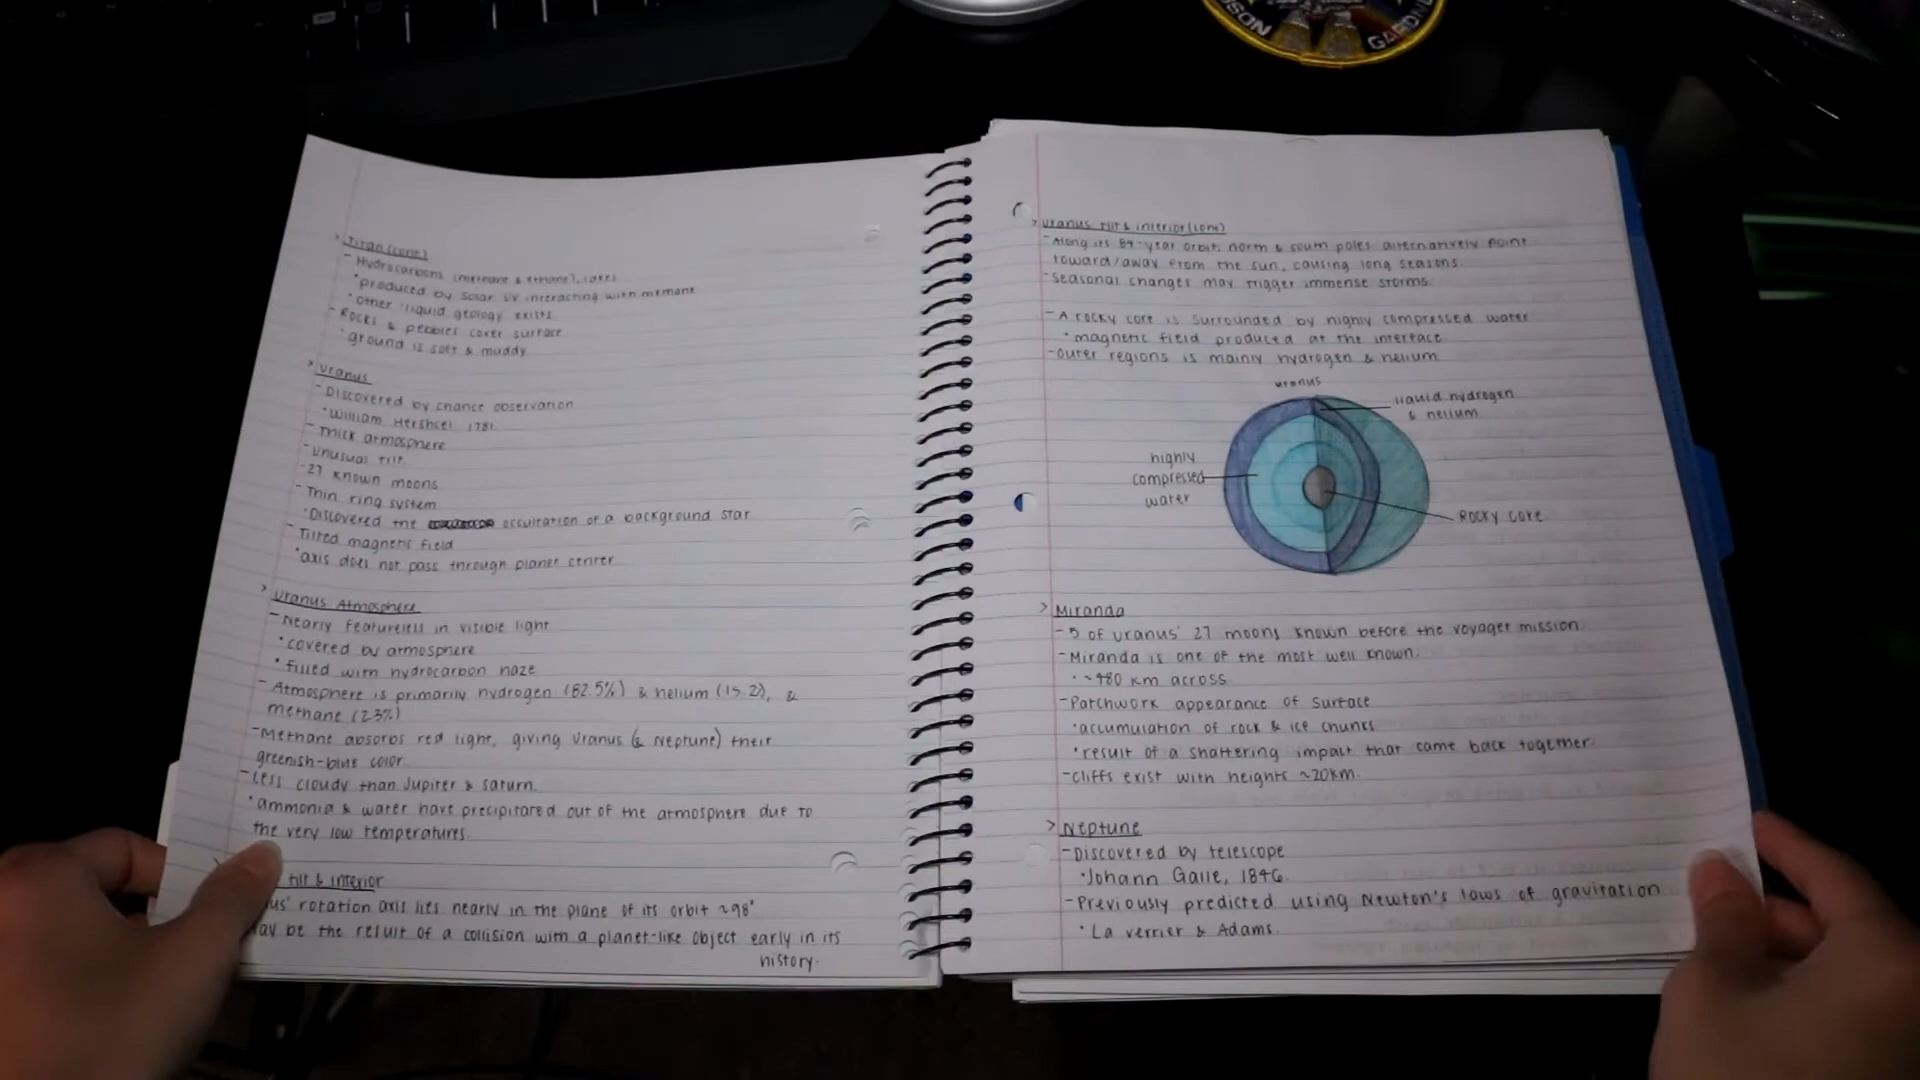 > Titan (cont)
- Hydrocarbons (methane & ethane), lakes
• produced by solar UV interacting with methane
• other "liquid geology" exists
- Rocks & pebbles cover surface
• ground is soft & muddy
> Uranus
- Discovered by chance observation
• William Hershcel 1781
- Thick atmosphere
- Unusual tilt
- 27 known moons
- Thin ring system
• Discovered the occultation of a background star
- Tilted magnetic field
• axis does not pass through planet center
> Uranus Atmosphere
- Nearly featureless in visible light
• covered by atmosphere
• filled with hydrocarbon haze
- Atmosphere is primarily hydrogen (82.5%) & helium (15.2), &
methane (2.3%)
- Methane absorbs red light, giving Uranus (& Neptune) their
greenish-blue color
- Less cloudy than Jupiter & Saturn.
• ammonia & water have precipitated out of the atmosphere due to
the very low temperatures.
tilt & interior
us' rotation axis lies nearly in the plane of its orbit ~98°
ay be the result of a collision with a planet-like object early in its
history.
> Uranus tilt & interior (cont)
- Along its 84-year orbit, north & south poles alternatively point
toward/away from the sun, causing long seasons.
- Seasonal changes may trigger immense storms.
- A rocky core is surrounded by highly compressed water
• magnetic field produced at the interface
- Outer regions is mainly hydrogen & helium
uranus
liquid hydrogen
& helium
highly
compressed
water
Rocky core
> Miranda
- 5 of Uranus' 27 moons known before the voyager mission
- Miranda is one of the most well known.
• ~480 km across
- Patchwork appearance of surface
• accumulation of rock & ice chunks
• result of a shattering impact that came back together.
- Cliffs exist with heights ~20km.
> Neptune
- Discovered by telescope
• Johann Galle, 1846
- Previously predicted using Newton's laws of gravitation
• La verrier & Adams.
GARDN